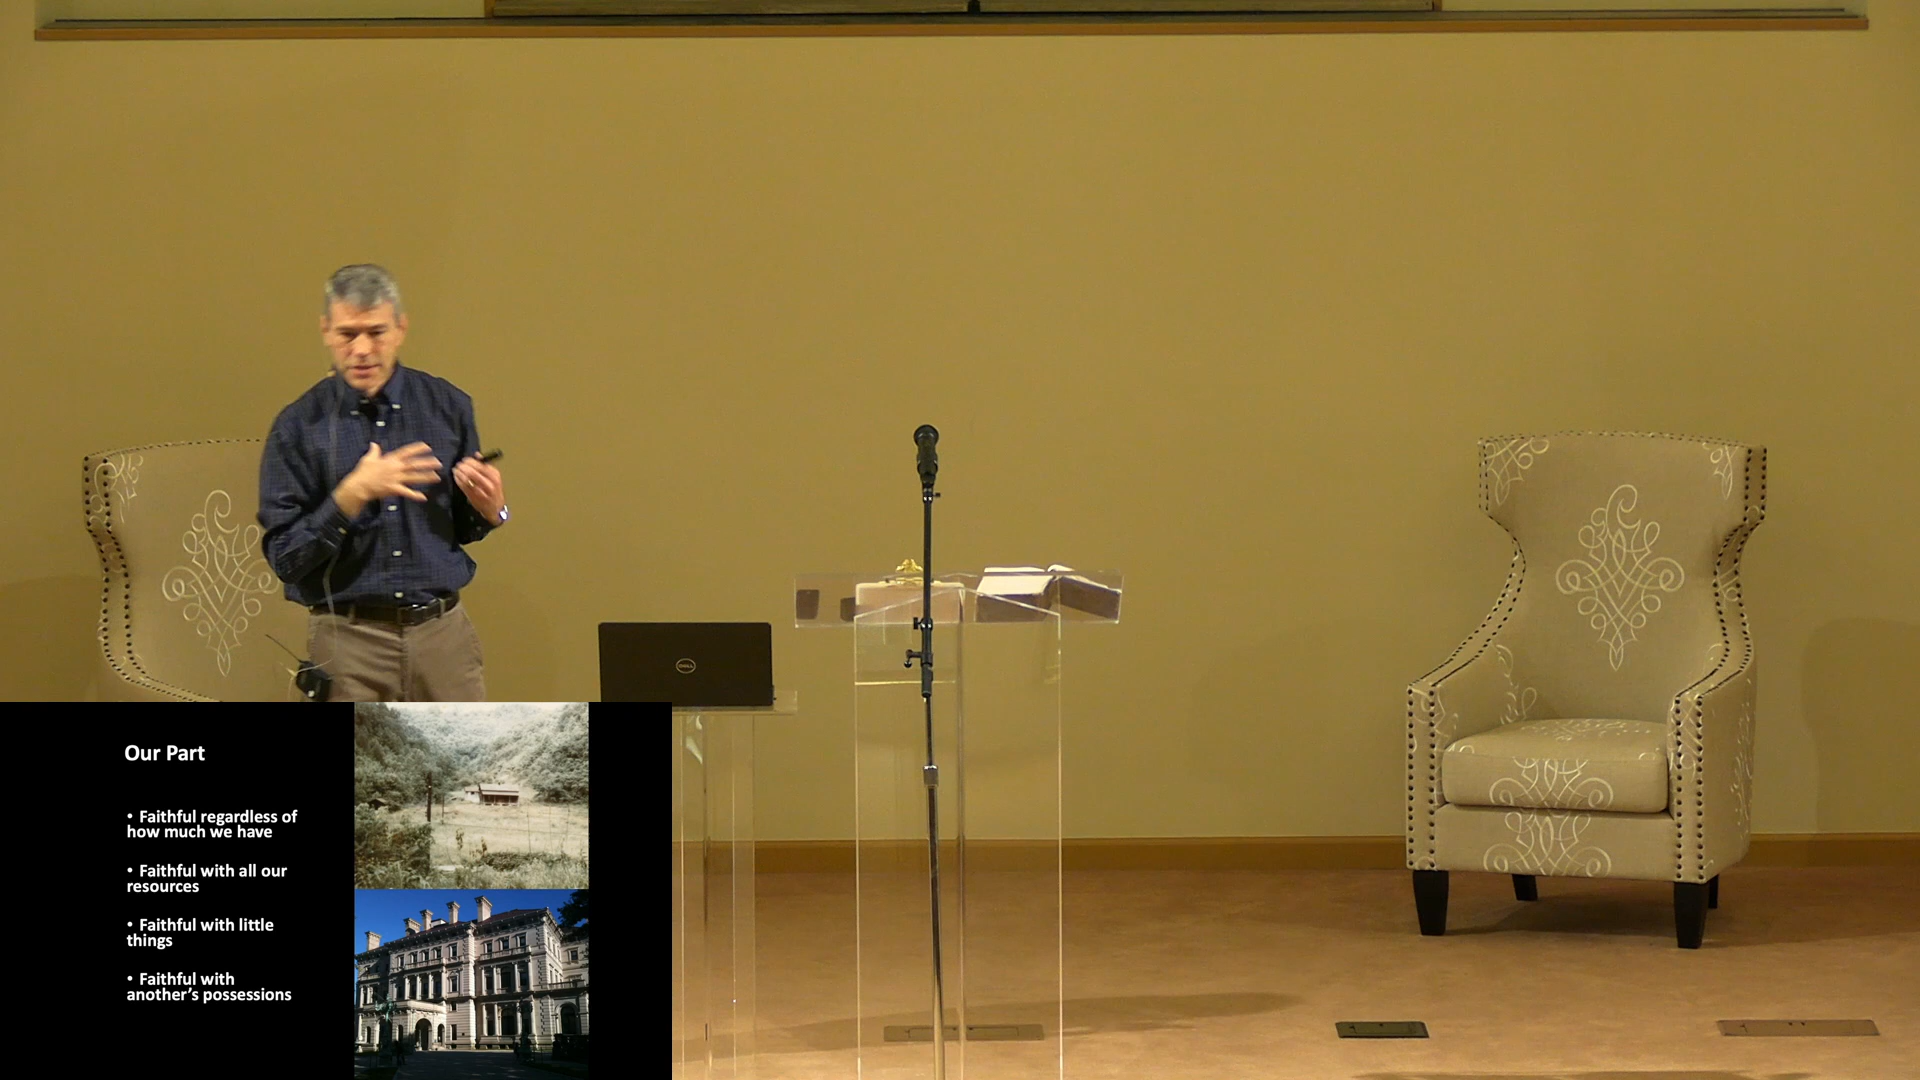 DELL
Our Part
• Faithful regardless of
how much we have
• Faithful with all our
resources
• Faithful with little
things
• Faithful with
another's possessions